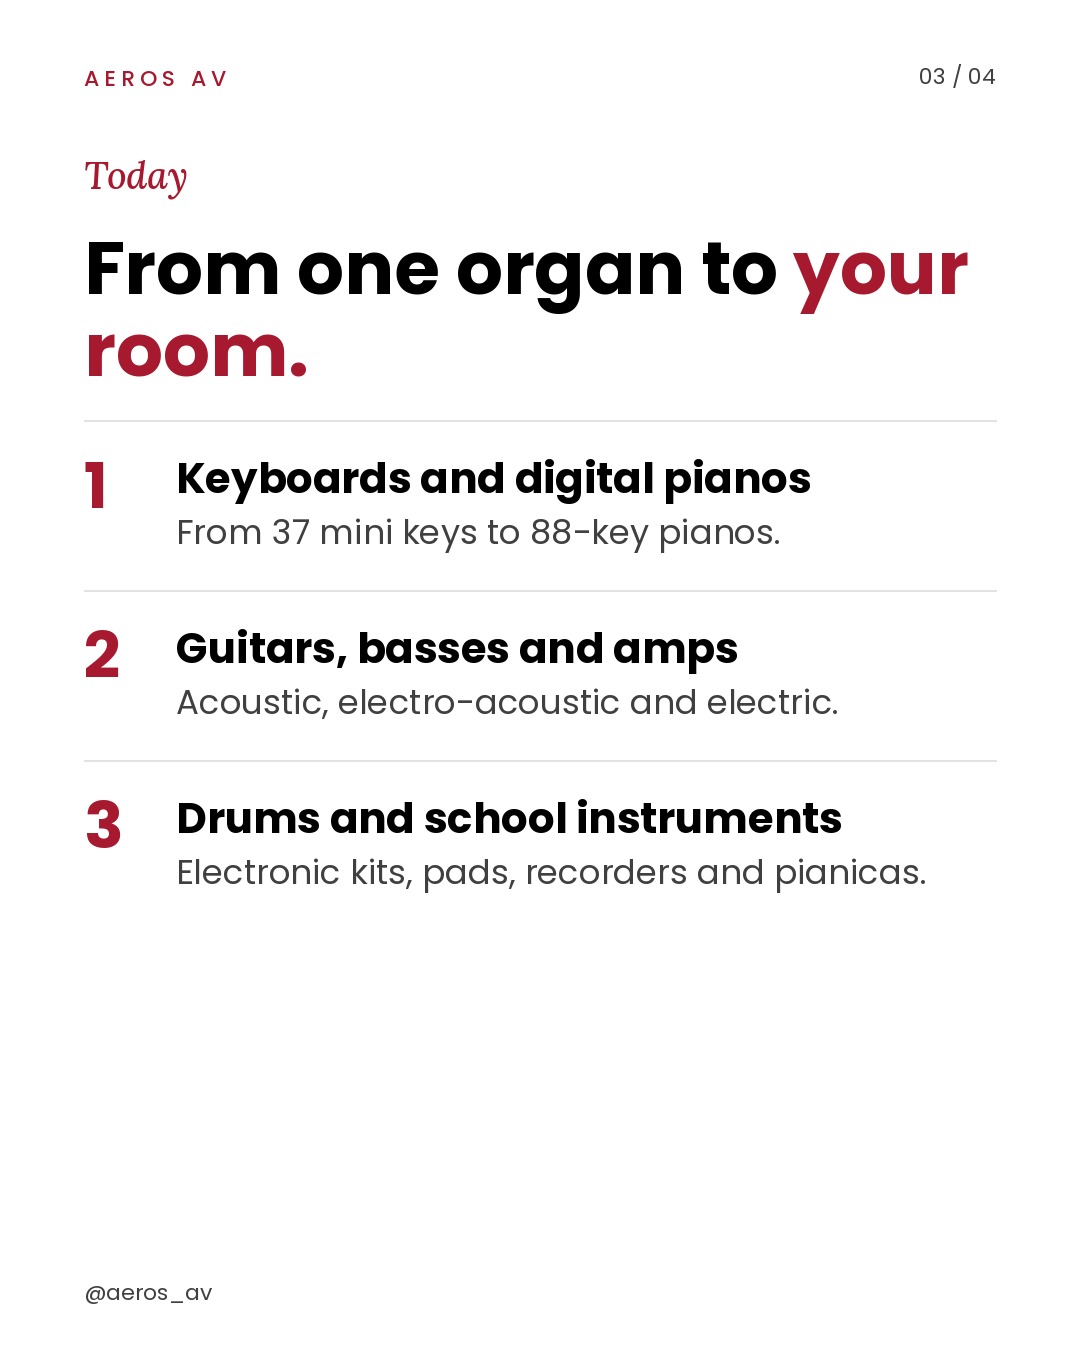 AEROS AV
03 / 04
Today
From one organ to your
room.
1
Keyboards and digital pianos
From 37 mini keys to 88-key pianos.
2
Guitars, basses and amps
Acoustic, electro-acoustic and electric.
3
Drums and school instruments
Electronic kits, pads, recorders and pianicas.
@aeros_av